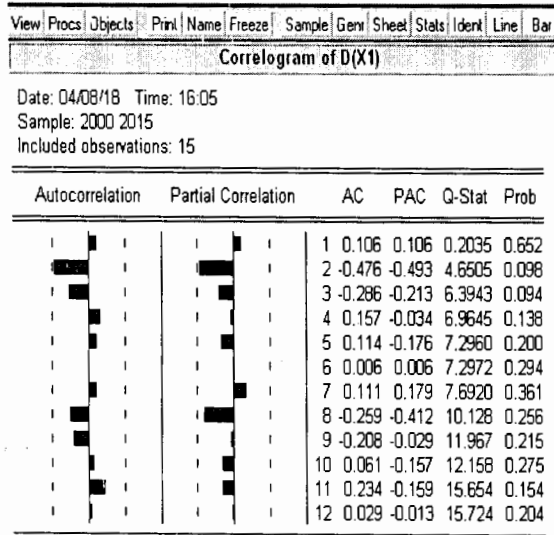 View Procs Objects Print Name Freeze Sample Genr Sheet Stats Ident Line Bar
Correlogram of D(X1)
Date: 04/08/18 Time: 16:05
Sample: 2000 2015
Included observations: 15
Autocorrelation Partial Correlation AC PAC Q-Stat Prob
1 0.106 0.106 0.2035 0.652
2 -0.476 -0.493 4.6505 0.098
3 -0.286 -0.213 6.3943 0.094
4 0.157 -0.034 6.9645 0.138
5 0.114 -0.176 7.2960 0.200
6 0.006 0.006 7.2972 0.294
7 0.111 0.179 7.6920 0.361
8 -0.259 -0.412 10.128 0.256
9 -0.208 -0.029 11.967 0.215
10 0.061 -0.157 12.158 0.275
11 0.234 -0.159 15.654 0.154
12 0.029 -0.013 15.724 0.204